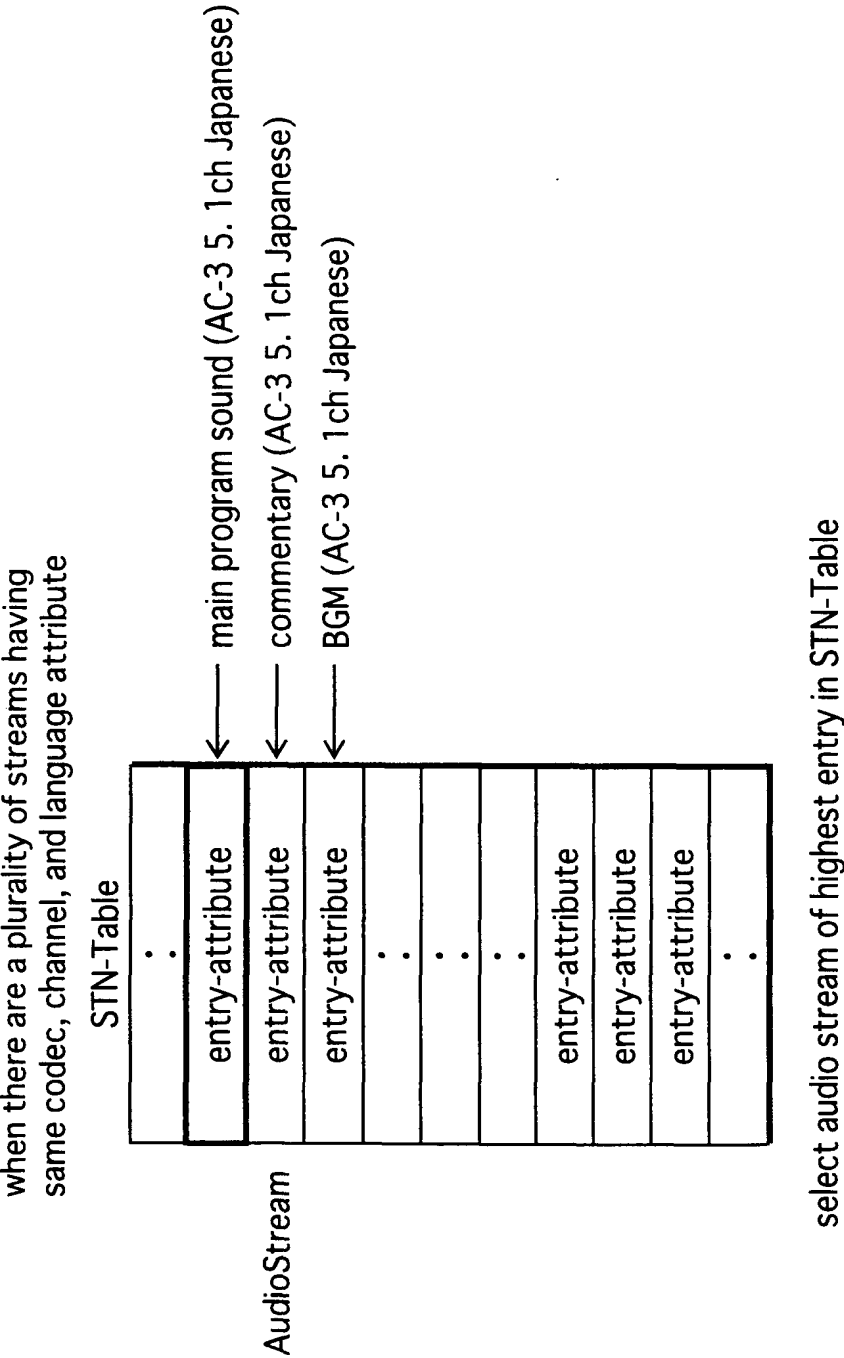 when there are a plurality of streams having
same codec, channel, and language attribute
STN-Table
entry-attribute
main program sound (AC-3 5. 1ch Japanese)
AudioStream
entry-attribute
commentary (AC-3 5. 1ch Japanese)
entry-attribute
BGM (AC-3 5. 1ch Japanese)
entry-attribute
entry-attribute
entry-attribute
select audio stream of highest entry in STN-Table